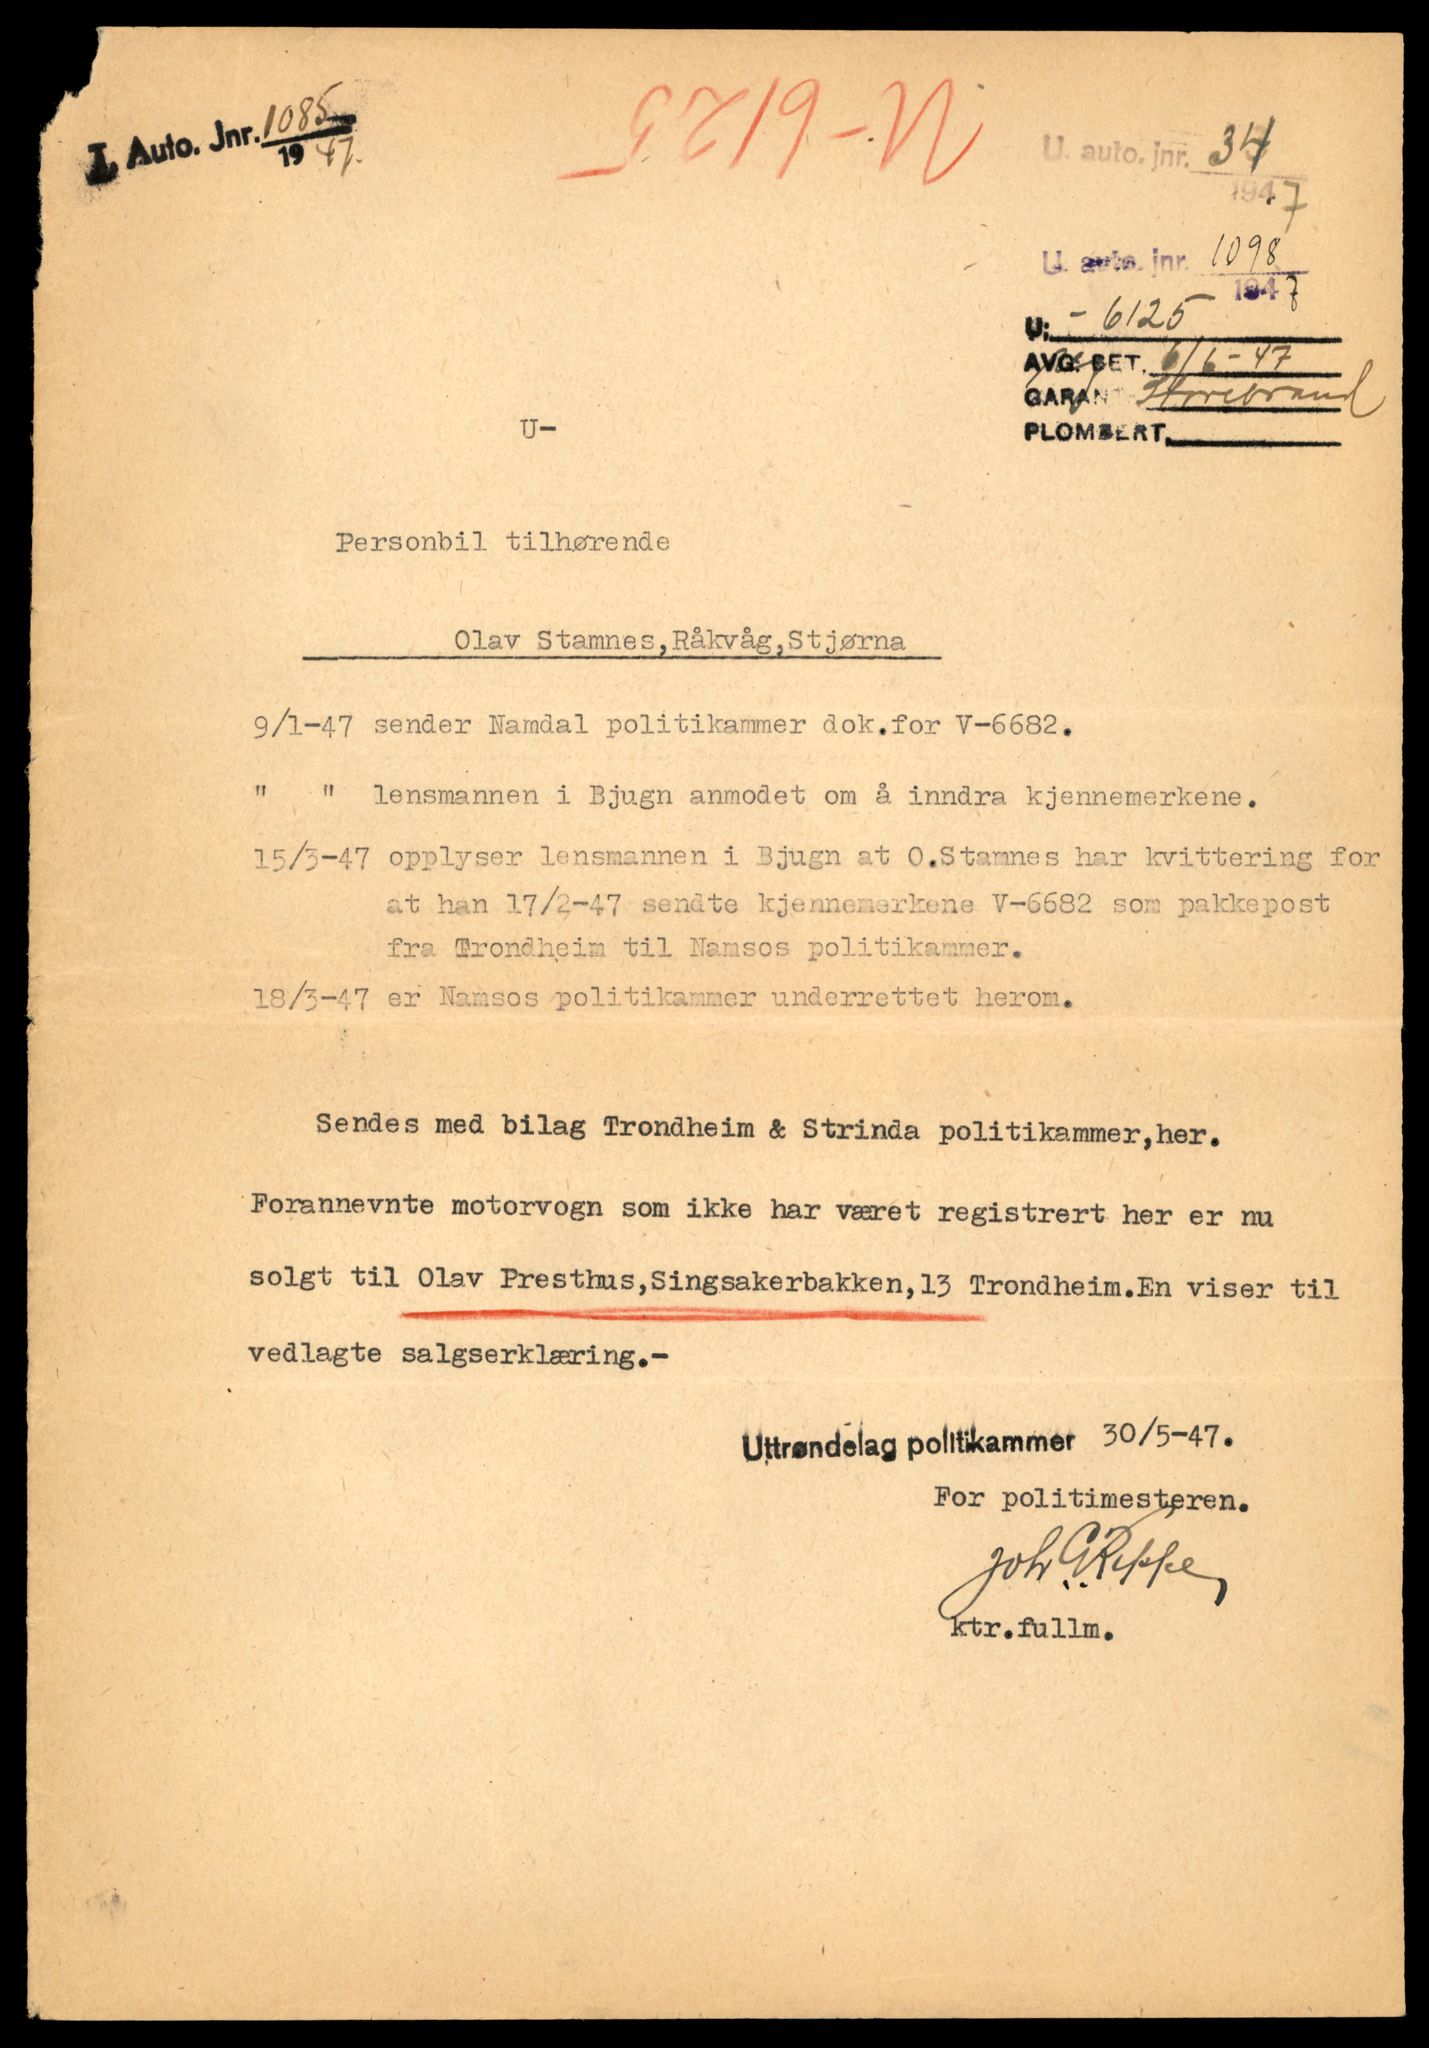 I. Auto. Jnr. 1085
19 47.
U-6125
U. auto. jnr. 34
1947
U. auto. jnr. 1098
1947
U: - 6125
AVG. BET. 6/6-47
GARANT Storebrand
PLOMBERT.
U-
Personbil tilhørende
Olav Stamnes,Råkvåg,Stjørna
9/1-47 sender Namdal politikammer dok.for V-6682.
" " lensmannen i Bjugn anmodet om å inndra kjennemerkene.
15/3-47 opplyser lensmannen i Bjugn at O.Stamnes har kvittering for
at han 17/2-47 sendte kjennemerkene V-6682 som pakkepost
fra Trondheim til Namsos politikammer.
18/3-47 er Namsos politikammer underrettet herom.
Sendes med bilag Trondheim & Strinda politikammer,her.
Forannevnte motorvogn som ikke har været registrert her er nu
solgt til Olav Presthus,Singsakerbakken,13 Trondheim.En viser til
vedlagte salgserklæring.-
Uttrøndelag politikammer 30/5-47.
For politimesteren.
ktr.fullm.